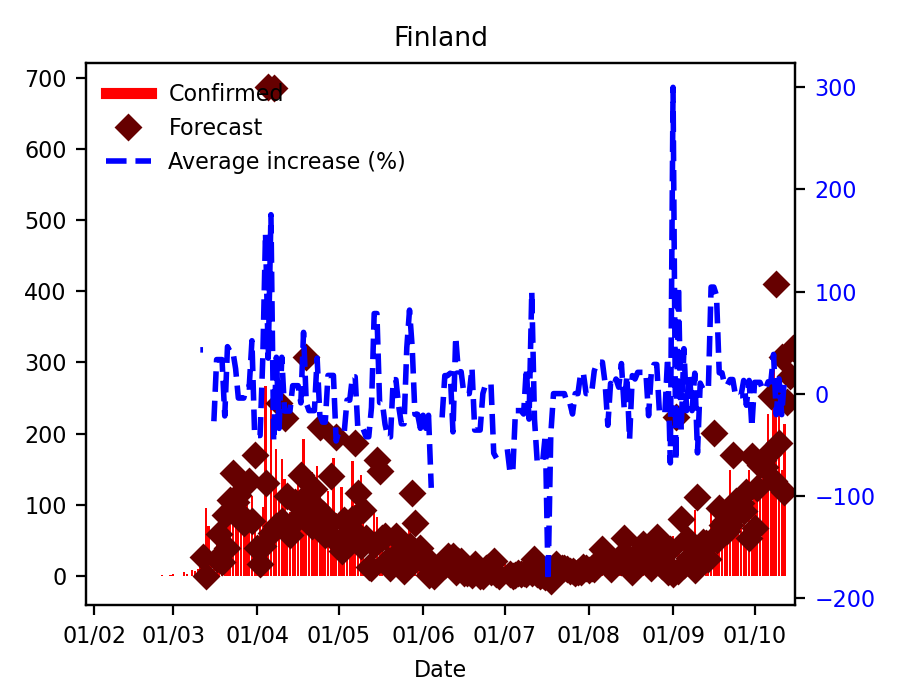 Finland
Confirmed
Forecast
Average increase (%)
700
600
500
400
300
200
100
0
300
200
100
0
−100
−200
01/02 01/03 01/04 01/05 01/06 01/07 01/08 01/09 01/10
Date